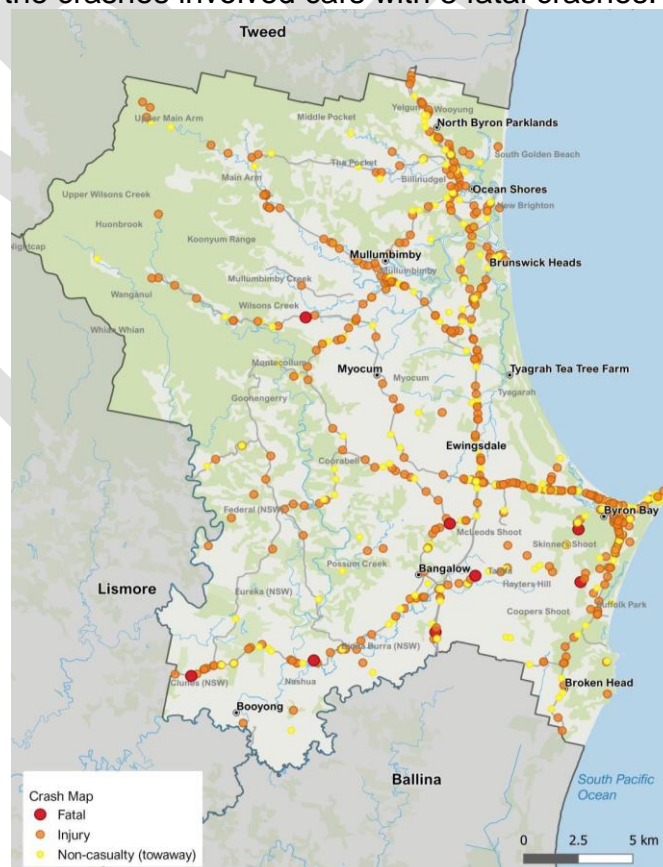 the crashes involved cars with 8 fatal crashes.
Tweed
Upper Main Arm
Middle Pocket
Yelgun
Wooyung
North Byron Parklands
South Golden Beach
The Pocket
Billinudgel
Main Arm
Ocean Shores
New Brighton
Upper Wilsons Creek
Huonbrook
Koonyum Range
Nightcap
Mullumbimby
Mullumbimby
Brunswick Heads
Mullumbimby Creek
Wanganui
Wilsons Creek
Whian Whian
Montecollum
Myocum
Myocum
Tyagrah Tea Tree Farm
Tyagarah
Goonengerry
Ewingsdale
Coorabell
Federal (NSW)
Byron Bay
McLeods Shoot
Skinners Shoot
Possum Creek
Bangalow
Talofa
Hayters Hill
Lismore
Eureka (NSW)
Coopers Shoot
Suffolk Park
Binna Burra (NSW)
Clunes (NSW)
Nashua
Broken Head
Booyong
Ballina
South Pacific
Ocean
Crash Map
Fatal
Injury
Non-casualty (towaway)
0 2.5 5 km